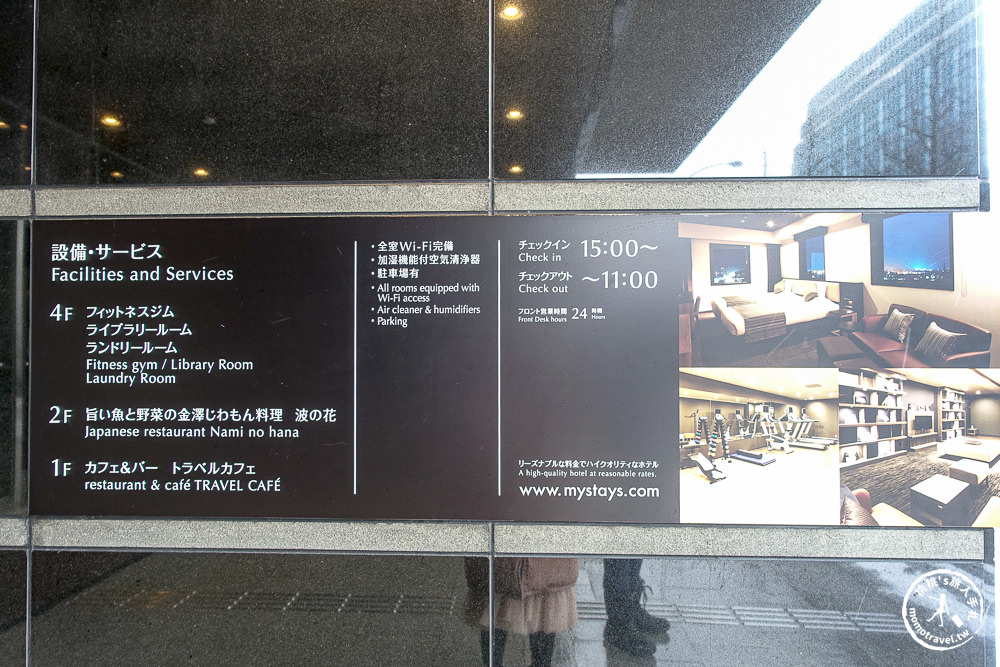 設備・サービス
Facilities and Services
4F フィットネスジム
ライブラリールーム
ランドリールーム
Fitness gym / Library Room
Laundry Room
2F 旨い魚と野菜の金澤じわもん料理 波の花
Japanese restaurant Nami no hana
1F カフェ&バー トラベルカフェ
restaurant & café TRAVEL CAFÉ
・全室Wi-Fi完備
・加湿機能付空気清浄器
・駐車場有
・All rooms equipped with
Wi-Fi access
・Air cleaner & humidifiers
・Parking
チェックイン 15:00～
Check in
チェックアウト ～11:00
Check out
フロント営業時間 24 時間
Front Desk hours Hours
リーズナブルな料金でハイクオリティなホテル
A high-quality hotel at reasonable rates.
www.mystays.com
momotravel.cc